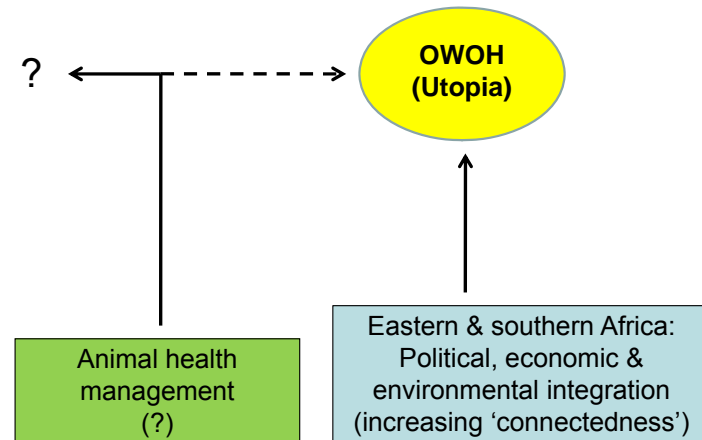 ?
OWOH
(Utopia)
Animal health
management
(?)
Eastern & southern Africa:
Political, economic &
environmental integration
(increasing ‘connectedness’)